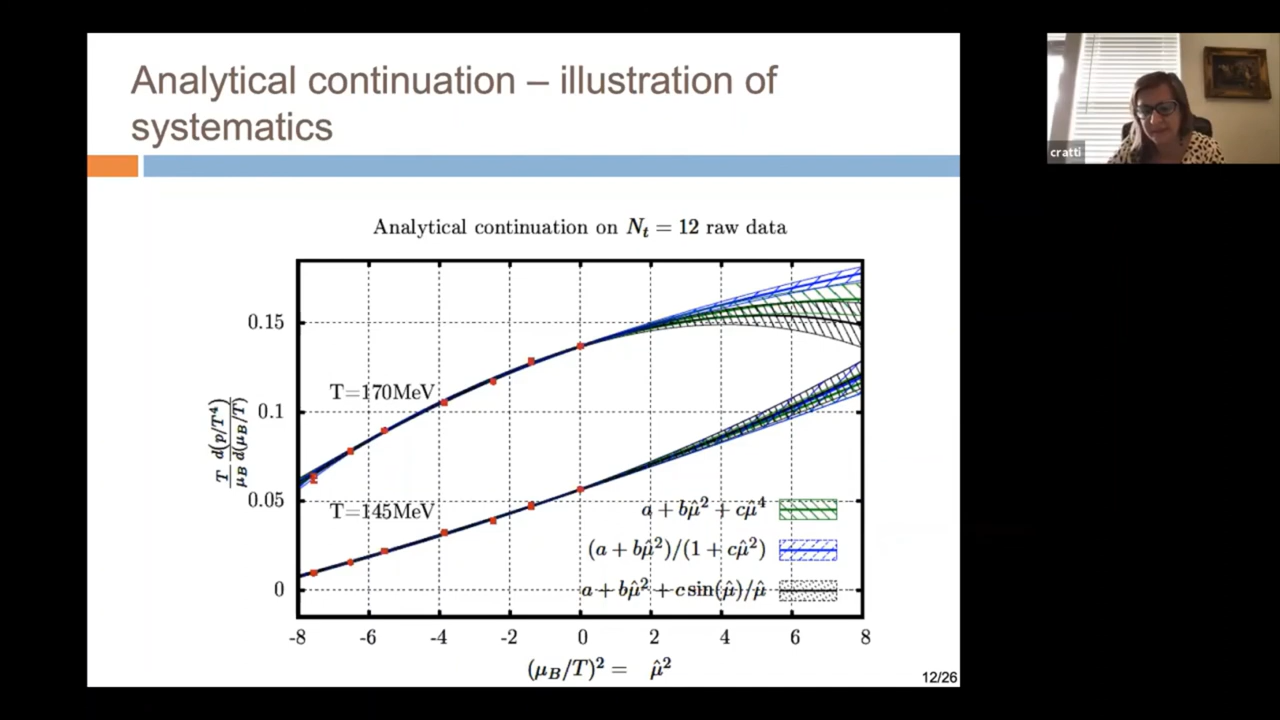 Analytical continuation – illustration of
systematics
cratti
Analytical continuation on Nₜ = 12 raw data
0.15
0.1
0.05
0
T=170MeV
T=145MeV
T/μ_B d(p/T⁴)/d(μ_B/T)
a + bμ̂² + cμ̂⁴
(a + bμ̂²)/(1 + cμ̂²)
a + bμ̂² + c sin(μ̂)/μ̂
-8 -6 -4 -2 0 2 4 6 8
(μ_B/T)² = μ̂²
12/26